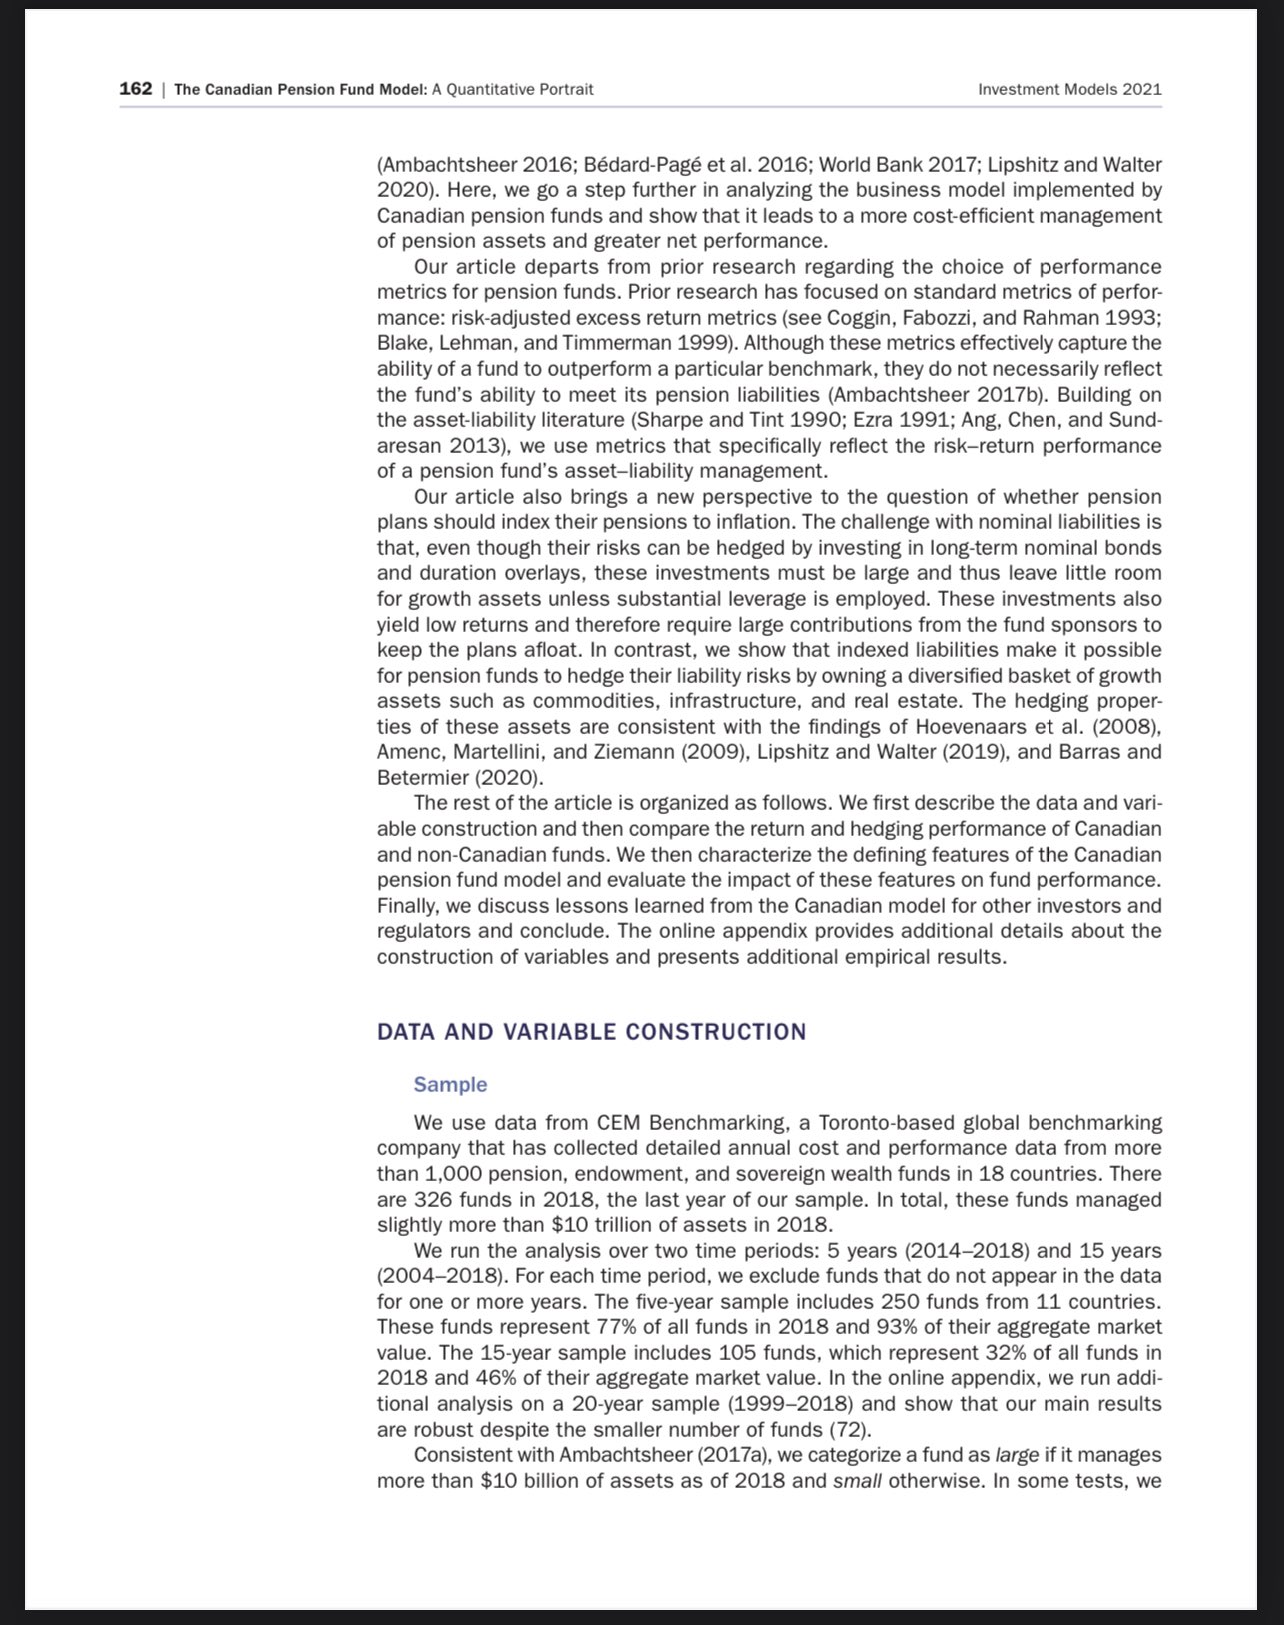 162 | The Canadian Pension Fund Model: A Quantitative Portrait
Investment Models 2021
(Ambachtsheer 2016; Bédard-Pagé et al. 2016; World Bank 2017; Lipshitz and Walter
2020). Here, we go a step further in analyzing the business model implemented by
Canadian pension funds and show that it leads to a more cost-efficient management
of pension assets and greater net performance.
Our article departs from prior research regarding the choice of performance
metrics for pension funds. Prior research has focused on standard metrics of perfor-
mance: risk-adjusted excess return metrics (see Coggin, Fabozzi, and Rahman 1993;
Blake, Lehman, and Timmerman 1999). Although these metrics effectively capture the
ability of a fund to outperform a particular benchmark, they do not necessarily reflect
the fund's ability to meet its pension liabilities (Ambachtsheer 2017b). Building on
the asset-liability literature (Sharpe and Tint 1990; Ezra 1991; Ang, Chen, and Sund-
aresan 2013), we use metrics that specifically reflect the risk–return performance
of a pension fund's asset–liability management.
Our article also brings a new perspective to the question of whether pension
plans should index their pensions to inflation. The challenge with nominal liabilities is
that, even though their risks can be hedged by investing in long-term nominal bonds
and duration overlays, these investments must be large and thus leave little room
for growth assets unless substantial leverage is employed. These investments also
yield low returns and therefore require large contributions from the fund sponsors to
keep the plans afloat. In contrast, we show that indexed liabilities make it possible
for pension funds to hedge their liability risks by owning a diversified basket of growth
assets such as commodities, infrastructure, and real estate. The hedging proper-
ties of these assets are consistent with the findings of Hoevenaars et al. (2008),
Amenc, Martellini, and Ziemann (2009), Lipshitz and Walter (2019), and Barras and
Betermier (2020).
The rest of the article is organized as follows. We first describe the data and vari-
able construction and then compare the return and hedging performance of Canadian
and non-Canadian funds. We then characterize the defining features of the Canadian
pension fund model and evaluate the impact of these features on fund performance.
Finally, we discuss lessons learned from the Canadian model for other investors and
regulators and conclude. The online appendix provides additional details about the
construction of variables and presents additional empirical results.
DATA AND VARIABLE CONSTRUCTION
Sample
We use data from CEM Benchmarking, a Toronto-based global benchmarking
company that has collected detailed annual cost and performance data from more
than 1,000 pension, endowment, and sovereign wealth funds in 18 countries. There
are 326 funds in 2018, the last year of our sample. In total, these funds managed
slightly more than $10 trillion of assets in 2018.
We run the analysis over two time periods: 5 years (2014–2018) and 15 years
(2004–2018). For each time period, we exclude funds that do not appear in the data
for one or more years. The five-year sample includes 250 funds from 11 countries.
These funds represent 77% of all funds in 2018 and 93% of their aggregate market
value. The 15-year sample includes 105 funds, which represent 32% of all funds in
2018 and 46% of their aggregate market value. In the online appendix, we run addi-
tional analysis on a 20-year sample (1999–2018) and show that our main results
are robust despite the smaller number of funds (72).
Consistent with Ambachtsheer (2017a), we categorize a fund as large if it manages
more than $10 billion of assets as of 2018 and small otherwise. In some tests, we